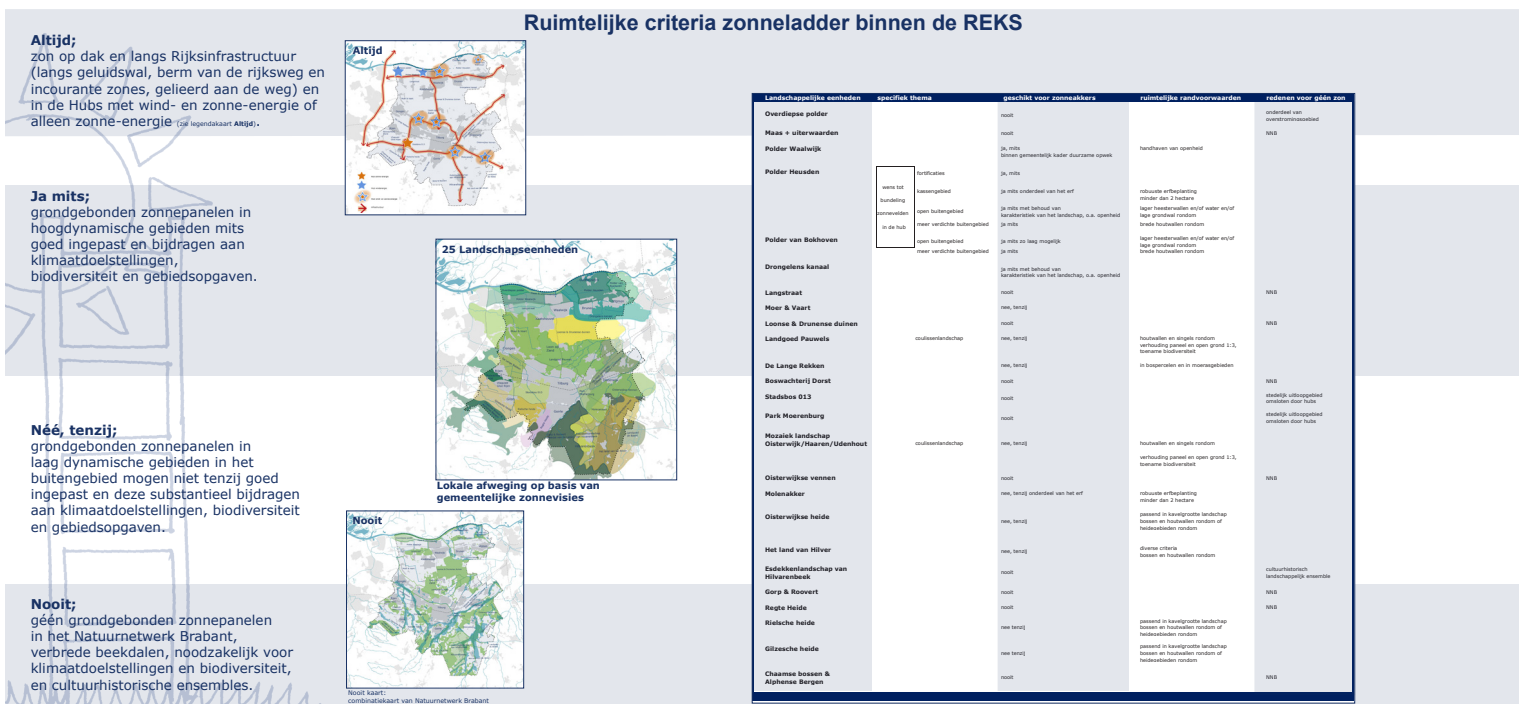 Ruimtelijke criteria zonneladder binnen de REKS
Altijd;
zon op dak en langs Rijksinfrastructuur
(langs geluidswal, berm van de rijksweg en
incourante zones, gelieerd aan de weg) en
in de Hubs met wind- en zonne-energie of
alleen zonne-energie (zie legendakaart Altijd).
Ja mits;
grondgebonden zonnepanelen in
hoogdynamische gebieden mits
goed ingepast en bijdragen aan
klimaatdoelstellingen,
biodiversiteit en gebiedsopgaven.
Néé, tenzij;
grondgebonden zonnepanelen in
laag dynamische gebieden in het
buitengebied mogen niet tenzij goed
ingepast en deze substantieel bijdragen
aan klimaatdoelstellingen, biodiversiteit
en gebiedsopgaven.
Nooit;
géén grondgebonden zonnepanelen
in het Natuurnetwerk Brabant,
verbrede beekdalen, noodzakelijk voor
klimaatdoelstellingen en biodiversiteit,
en cultuurhistorische ensembles.
Altijd
25 Landschapseenheden
Lokale afweging op basis van
gemeentelijke zonnevisies
Nooit
Nooit kaart:
combinatiekaart van Natuurnetwerk Brabant
Landschappelijke eenheden specifiek thema geschikt voor zonneakkers ruimtelijke randvoorwaarden redenen voor géén zon
Overdiepse polder nooit onderdeel van
overstromingsgebied
Maas + uiterwaarden nooit NNB
Polder Waalwijk ja, mits handhaven van openheid
binnen gemeentelijk kader duurzame opwek
Polder Heusden fortificaties ja, mits
wens tot
bundeling
zonnevelden
in de hub
kassengebied ja mits onderdeel van het erf robuuste erfbeplanting
minder dan 2 hectare
open buitengebied ja mits met behoud van lager heesterwallen en/of water en/of
karakteristiek van het landschap, o.a. openheid lage grondwal rondom
meer verdichte buitengebied ja mits brede houtwallen rondom
Polder van Bokhoven open buitengebied ja mits zo laag mogelijk lager heesterwallen en/of water en/of
lage grondwal rondom
meer verdichte buitengebied ja mits brede houtwallen rondom
Drongelens kanaal ja mits met behoud van
karakteristiek van het landschap, o.a. openheid
Langstraat nooit NNB
Moer & Vaart nee, tenzij
Loonse & Drunense duinen nooit NNB
Landgoed Pauwels coulissenlandschap nee, tenzij houtwallen en singels rondom
verhouding paneel en open grond 1:3,
toename biodiversiteit
De Lange Rekken nee, tenzij in bospercelen en in moerasgebieden
Boswachterij Dorst nooit NNB
Stadsbos 013 nooit stedelijk uitloopgebied
omsloten door hubs
Park Moerenburg nooit stedelijk uitloopgebied
omsloten door hubs
Mozaiek landschap
Oisterwijk/Haaren/Udenhout coulissenlandschap nee, tenzij houtwallen en singels rondom
verhouding paneel en open grond 1:3,
toename biodiversiteit
Oisterwijkse vennen nooit NNB
Molenakker nee, tenzij onderdeel van het erf robuuste erfbeplanting
minder dan 2 hectare
Oisterwijkse heide nee, tenzij passend in kavelgrootte landschap
bossen en houtwallen rondom of
heidegebieden rondom
Het land van Hilver nee, tenzij diverse criteria
bossen en houtwallen rondom
Esdekkenlandschap van
Hilvarenbeek nooit cultuurhistorisch
landschappelijk ensemble
Gorp & Roovert nooit NNB
Regte Heide nooit NNB
Rielsche heide nee tenzij passend in kavelgrootte landschap
bossen en houtwallen rondom of
heidegebieden rondom
Gilzesche heide nee tenzij passend in kavelgrootte landschap
bossen en houtwallen rondom of
heidegebieden rondom
Chaamse bossen &
Alphense Bergen nooit NNB